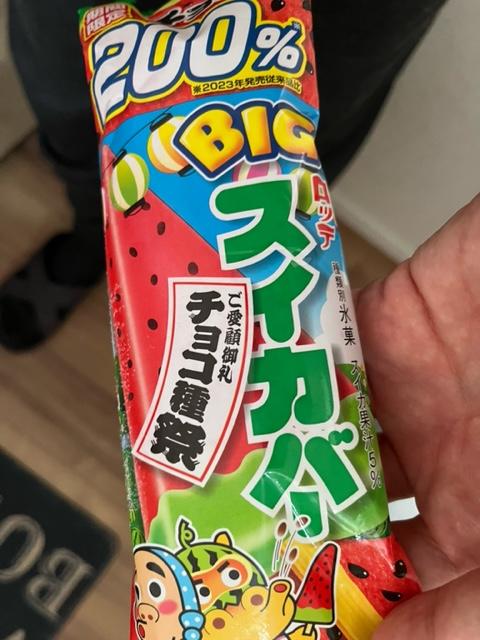 期間
限定
200%
※2023年発売従来品比
BIG
ロッテ
スイカバー
種類別 氷菓 スイカ果汁5%
ご愛顧御礼
チョコ種祭
BO